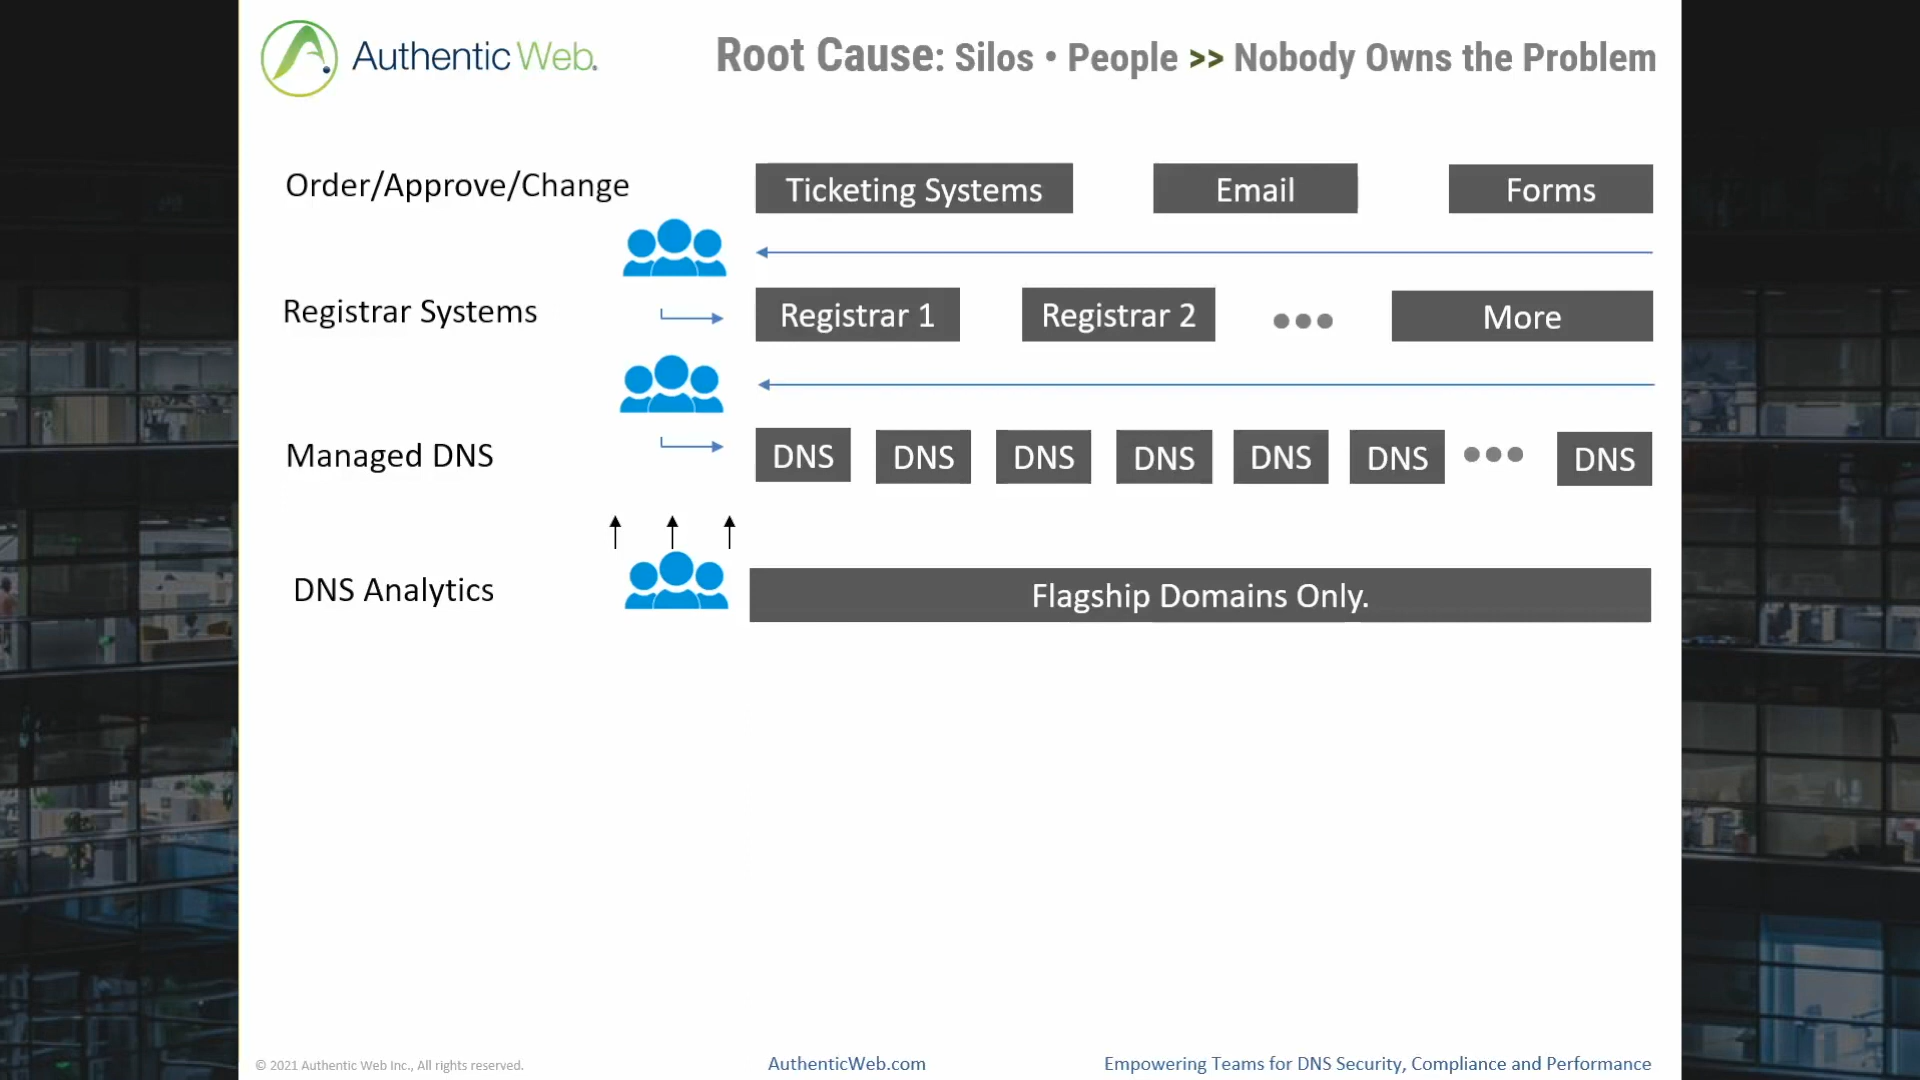 Authentic Web.
Root Cause: Silos • People >> Nobody Owns the Problem
Order/Approve/Change
Ticketing Systems
Email
Forms
Registrar Systems
Registrar 1
Registrar 2
More
Managed DNS
DNS
DNS
DNS
DNS
DNS
DNS
DNS
DNS Analytics
Flagship Domains Only.
© 2021 Authentic Web Inc., All rights reserved.
AuthenticWeb.com
Empowering Teams for DNS Security, Compliance and Performance